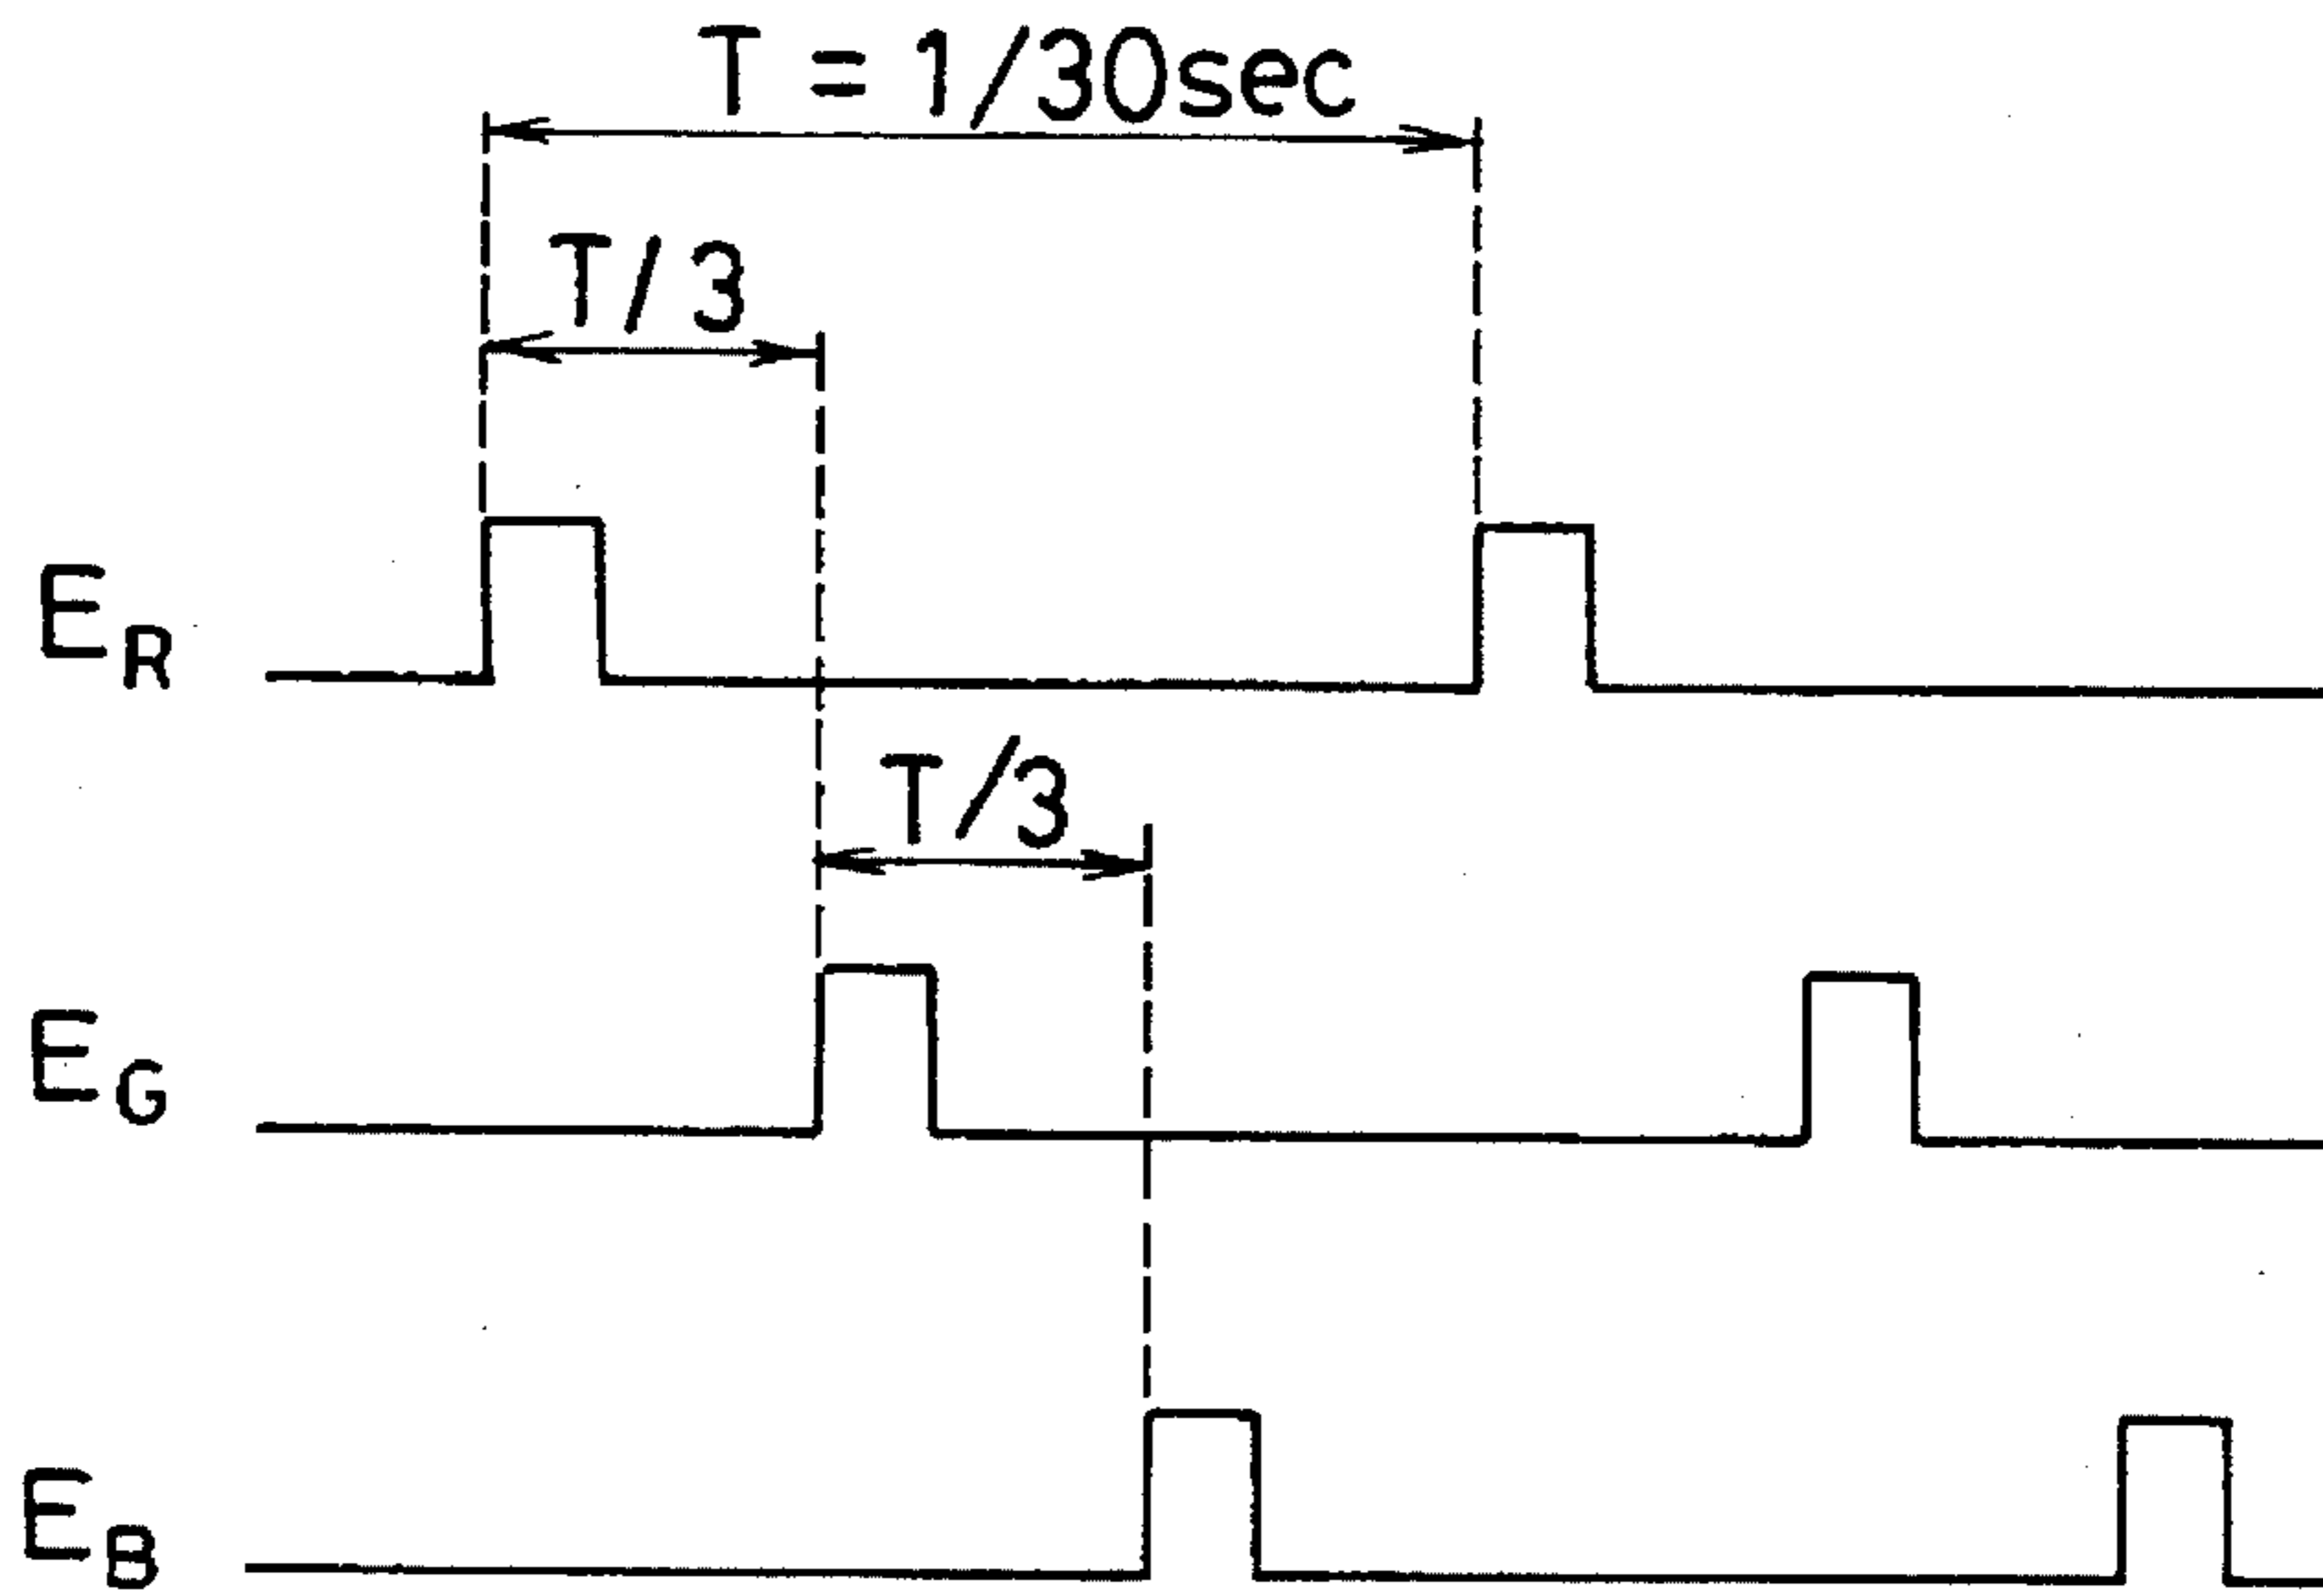 T = 1/30sec
T/3
E_R
T/3
E_G
E_B